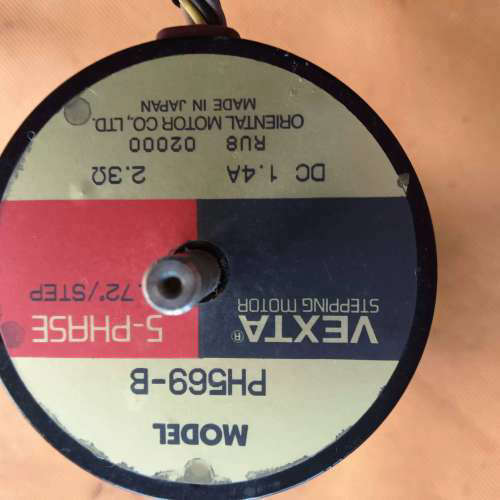 MODEL
PH569-B
VEXTA®
STEPPING MOTOR
5-PHASE
.72°/STEP
DC 1.4A 2.3Ω
RU8 02000
ORIENTAL MOTOR CO., LTD.
MADE IN JAPAN